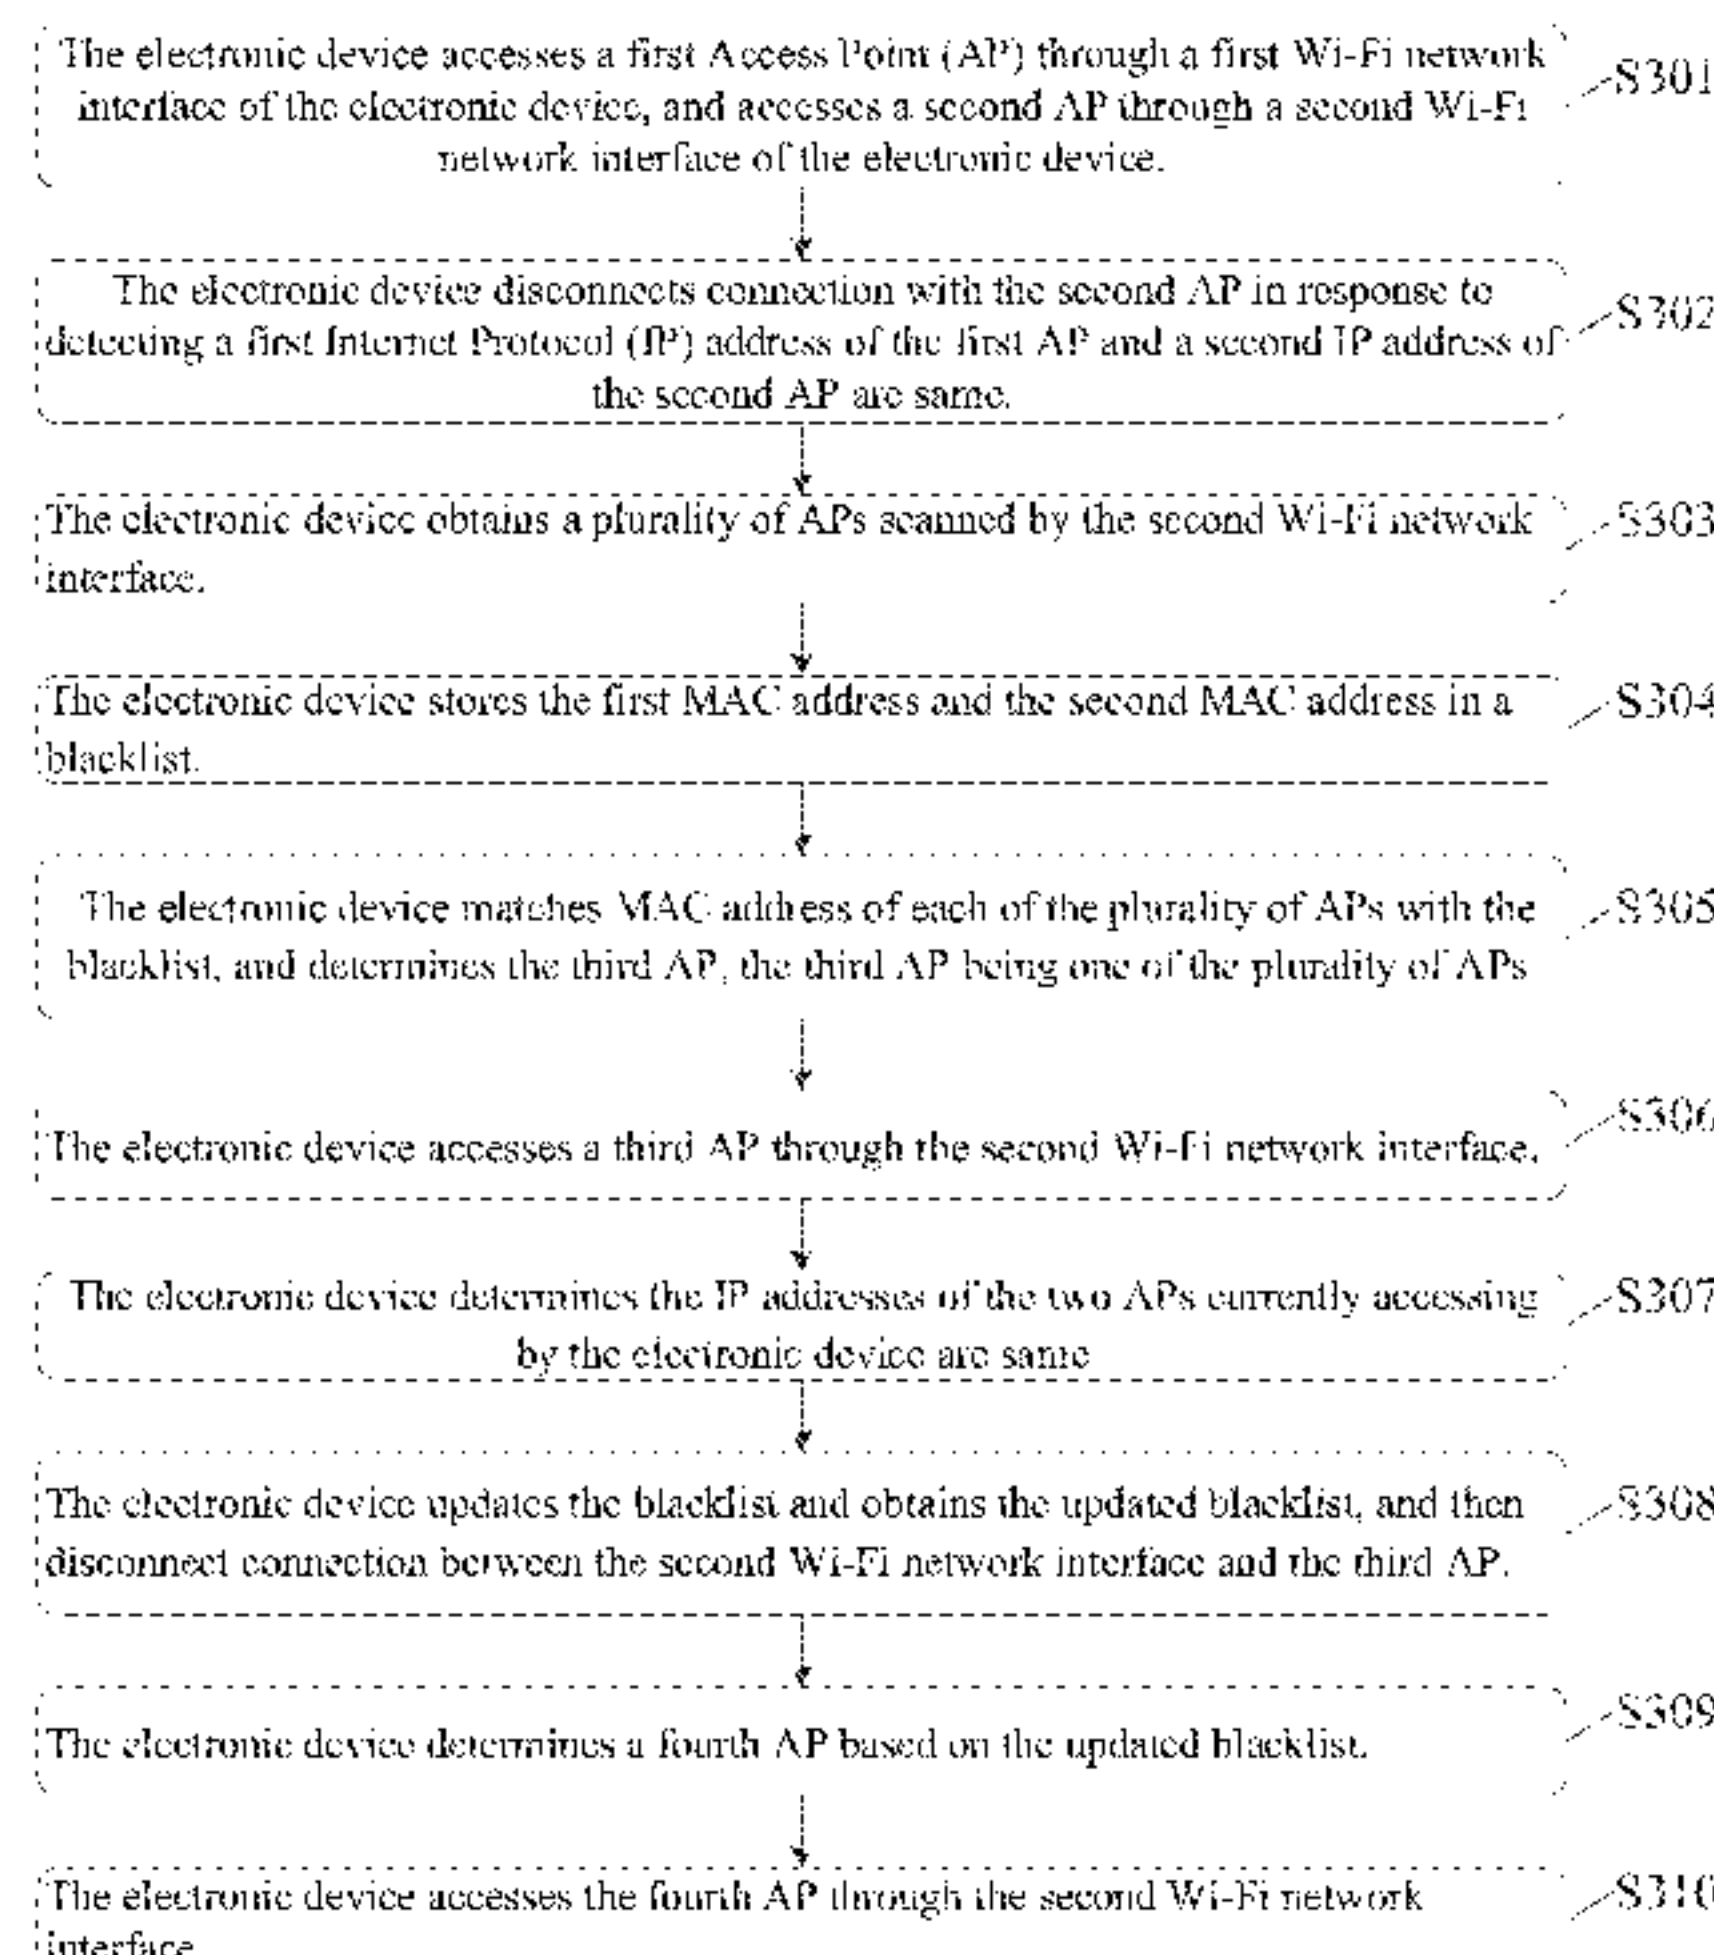 The electronic device accesses a first Access Point (AP) through a first Wi-Fi network
interface of the electronic device, and accesses a second AP through a second Wi-Fi
network interface of the electronic device.
S301
The electronic device disconnects connection with the second AP in response to
detecting a first Internet Protocol (IP) address of the first AP and a second IP address of
the second AP are same.
S302
The electronic device obtains a plurality of APs scanned by the second Wi-Fi network
interface.
S303
The electronic device stores the first MAC address and the second MAC address in a
blacklist.
S304
The electronic device matches MAC address of each of the plurality of APs with the
blacklist, and determines the third AP, the third AP being one of the plurality of APs
S305
The electronic device accesses a third AP through the second Wi-Fi network interface.
S306
The electronic device determines the IP addresses of the two APs currently accessing
by the electronic device are same
S307
The electronic device updates the blacklist and obtains the updated blacklist, and then
disconnect connection between the second Wi-Fi network interface and the third AP.
S308
The electronic device determines a fourth AP based on the updated blacklist.
S309
The electronic device accesses the fourth AP through the second Wi-Fi network
interface
S310